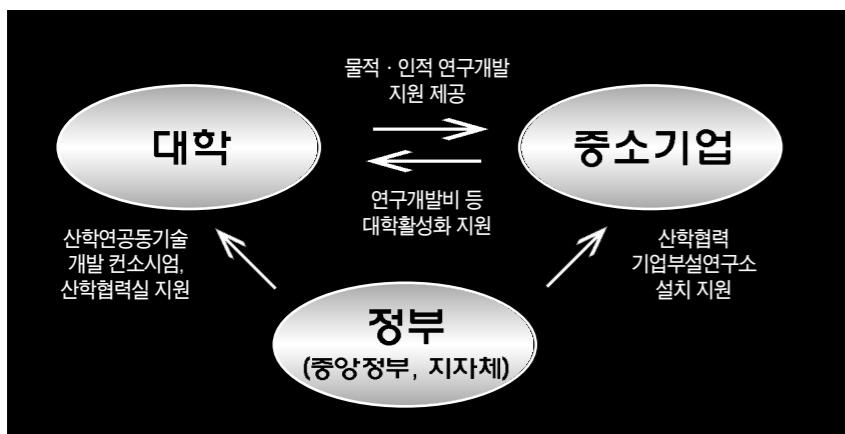 물적 · 인적 연구개발
지원 제공
대학
중소기업
연구개발비 등
대학활성화 지원
산학연공동기술
개발 컨소시엄,
산학협력실 지원
산학협력
기업부설연구소
설치 지원
정부
(중앙정부, 지자체)